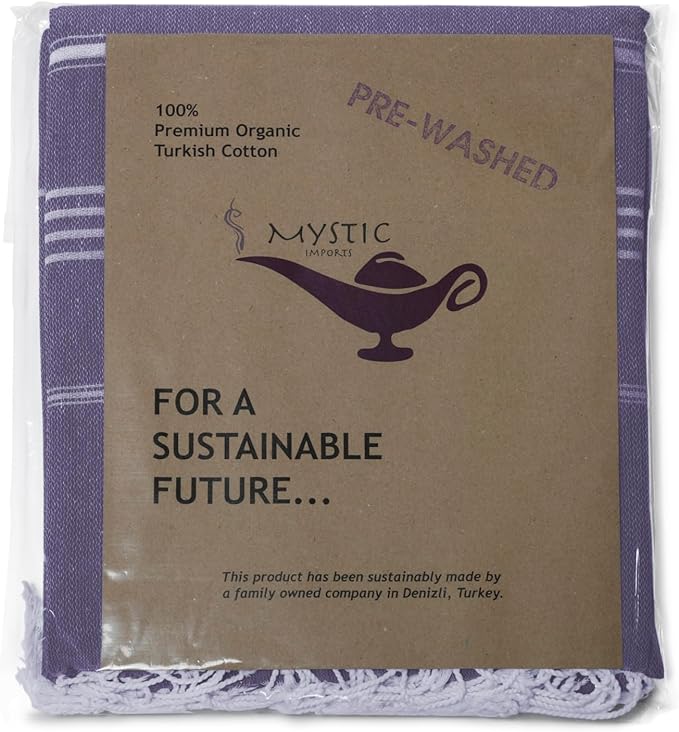 100%
Premium Organic
Turkish Cotton
PRE-WASHED
MYSTIC
IMPORTS
FOR A
SUSTAINABLE
FUTURE...
This product has been sustainably made by
a family owned company in Denizli, Turkey.